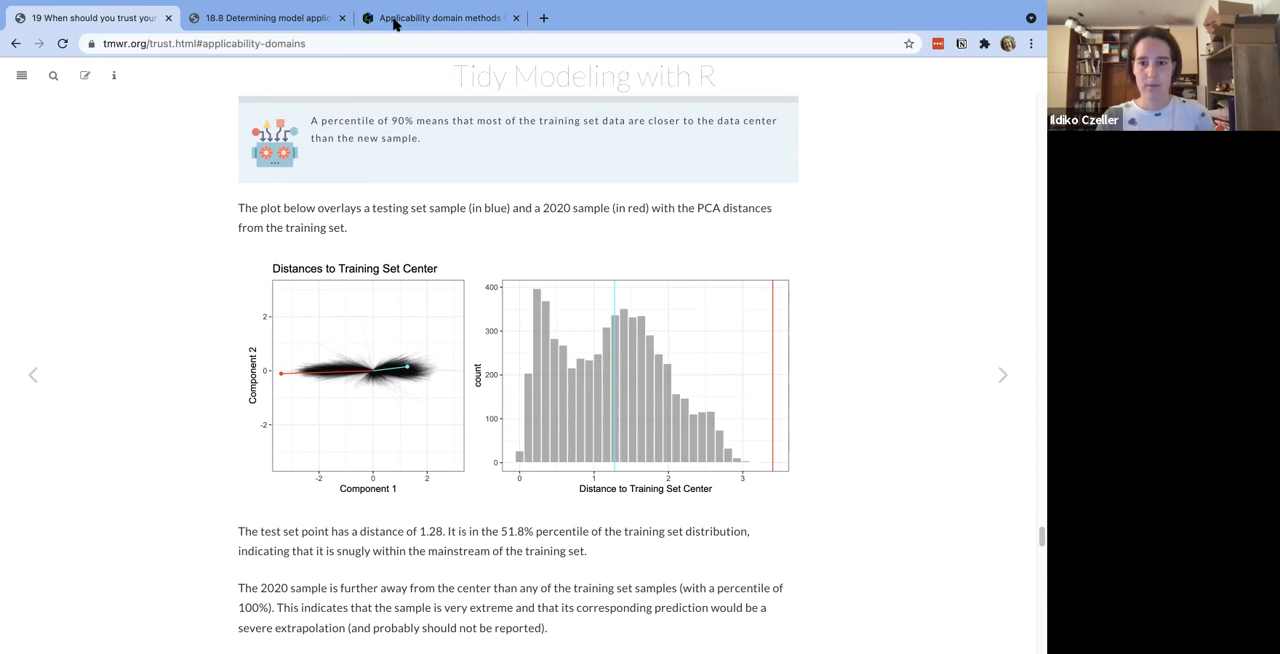 19 When should you trust your
18.8 Determining model applic
Applicability domain methods
tmwr.org/trust.html#applicability-domains
Tidy Modeling with R
A percentile of 90% means that most of the training set data are closer to the data center
than the new sample.
The plot below overlays a testing set sample (in blue) and a 2020 sample (in red) with the PCA distances
from the training set.
Distances to Training Set Center
2
0
-2
Component 2
-2 0 2
Component 1
400
300
200
100
0
count
0 1 2 3
Distance to Training Set Center
The test set point has a distance of 1.28. It is in the 51.8% percentile of the training set distribution,
indicating that it is snugly within the mainstream of the training set.
The 2020 sample is further away from the center than any of the training set samples (with a percentile of
100%). This indicates that the sample is very extreme and that its corresponding prediction would be a
severe extrapolation (and probably should not be reported).
Ildiko Czeller